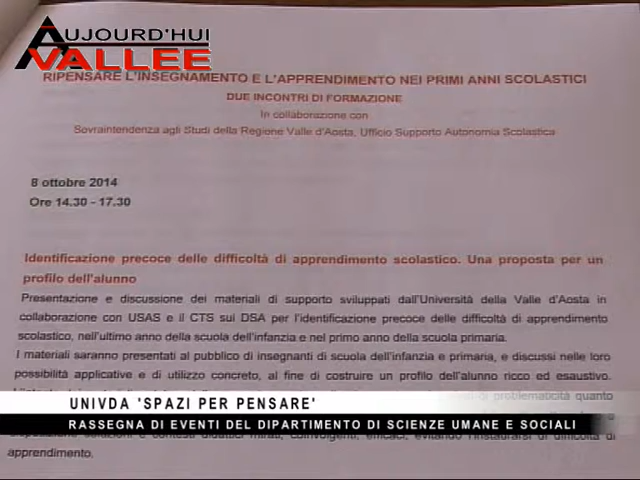 AUJOURD'HUI
VALLEE
RIPENSARE L'INSEGNAMENTO E L'APPRENDIMENTO NEI PRIMI ANNI SCOLASTICI
DUE INCONTRI DI FORMAZIONE
In collaborazione con
Sovraintendenza agli Studi della Regione Valle d'Aosta, Ufficio Supporto Autonomia Scolastica
8 ottobre 2014
Ore 14.30 - 17.30
Identificazione precoce delle difficoltà di apprendimento scolastico. Una proposta per un
profilo dell'alunno
Presentazione e discussione dei materiali di supporto sviluppati dall'Università della Valle d'Aosta in
collaborazione con USAS e il CTS sui DSA per l'identificazione precoce delle difficoltà di apprendimento
scolastico, nell'ultimo anno della scuola dell'infanzia e nel primo anno della scuola primaria.
I materiali saranno presentati al pubblico di insegnanti di scuola dell'infanzia e primaria, e discussi nelle loro
possibilità applicative e di utilizzo concreto, al fine di costruire un profilo dell'alunno ricco ed esaustivo.
problematicità quanto
UNIVDA 'SPAZI PER PENSARE'
RASSEGNA DI EVENTI DEL DIPARTIMENTO DI SCIENZE UMANE E SOCIALI
apprendimento.